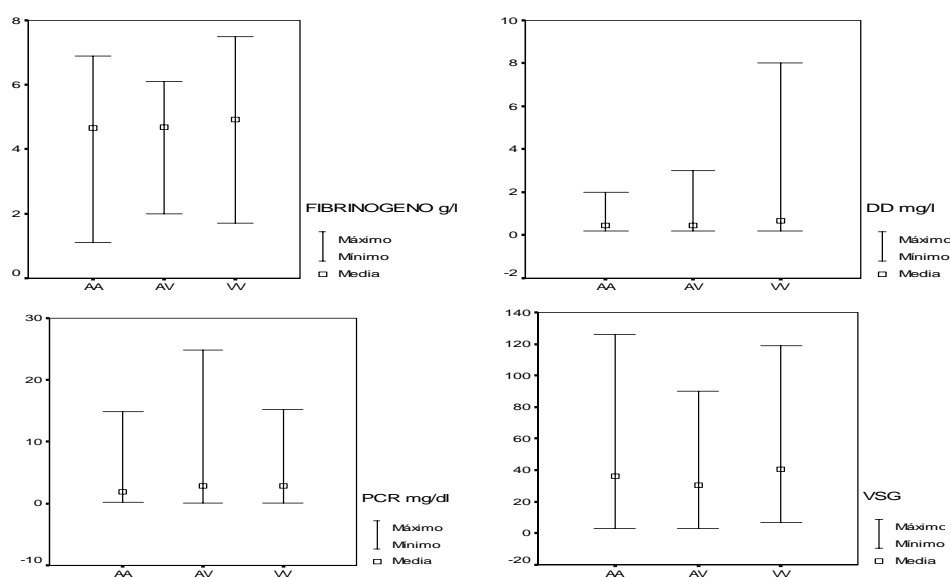 8
6
4
2
0
AA AV VV
FIBRINOGENO g/l
Máximo
Mínimo
Media
10
8
6
4
2
0
-2
AA AV VV
DD mg/l
Máximo
Mínimo
Media
30
20
10
0
-10
AA AV VV
PCR mg/dl
Máximo
Mínimo
Media
140
120
100
80
60
40
20
0
-20
AA AV VV
VSG
Máximo
Mínimo
Media